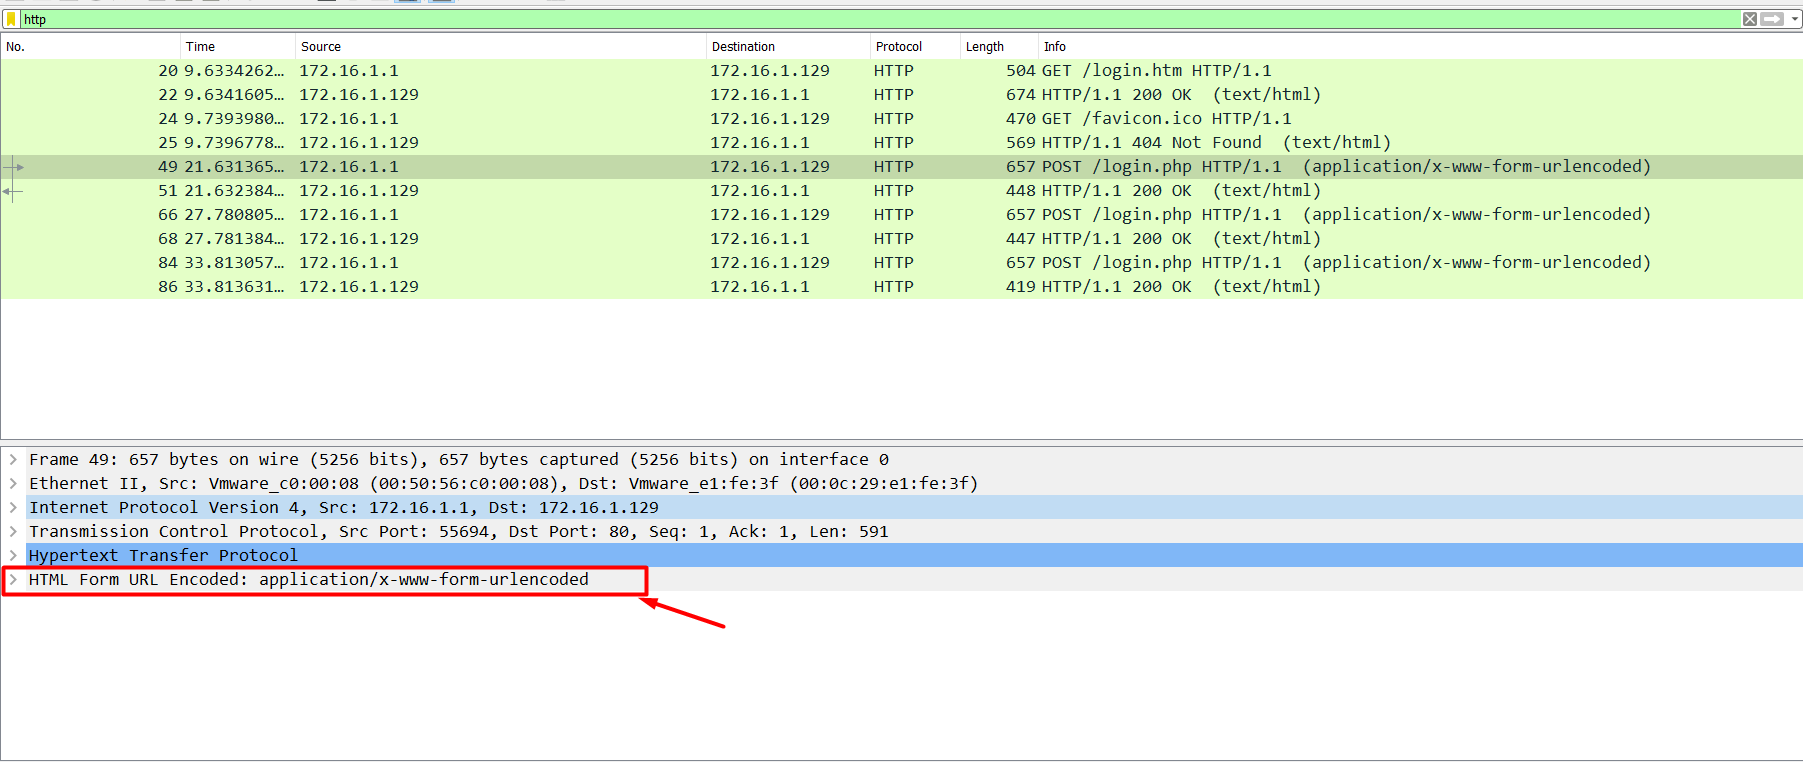 http
No. Time Source Destination Protocol Length Info
20 9.6334262… 172.16.1.1 172.16.1.129 HTTP 504 GET /login.htm HTTP/1.1
22 9.6341605… 172.16.1.129 172.16.1.1 HTTP 674 HTTP/1.1 200 OK (text/html)
24 9.7393980… 172.16.1.1 172.16.1.129 HTTP 470 GET /favicon.ico HTTP/1.1
25 9.7396778… 172.16.1.129 172.16.1.1 HTTP 569 HTTP/1.1 404 Not Found (text/html)
49 21.631365… 172.16.1.1 172.16.1.129 HTTP 657 POST /login.php HTTP/1.1 (application/x-www-form-urlencoded)
51 21.632384… 172.16.1.129 172.16.1.1 HTTP 448 HTTP/1.1 200 OK (text/html)
66 27.780805… 172.16.1.1 172.16.1.129 HTTP 657 POST /login.php HTTP/1.1 (application/x-www-form-urlencoded)
68 27.781384… 172.16.1.129 172.16.1.1 HTTP 447 HTTP/1.1 200 OK (text/html)
84 33.813057… 172.16.1.1 172.16.1.129 HTTP 657 POST /login.php HTTP/1.1 (application/x-www-form-urlencoded)
86 33.813631… 172.16.1.129 172.16.1.1 HTTP 419 HTTP/1.1 200 OK (text/html)
Frame 49: 657 bytes on wire (5256 bits), 657 bytes captured (5256 bits) on interface 0
Ethernet II, Src: Vmware_c0:00:08 (00:50:56:c0:00:08), Dst: Vmware_e1:fe:3f (00:0c:29:e1:fe:3f)
Internet Protocol Version 4, Src: 172.16.1.1, Dst: 172.16.1.129
Transmission Control Protocol, Src Port: 55694, Dst Port: 80, Seq: 1, Ack: 1, Len: 591
Hypertext Transfer Protocol
HTML Form URL Encoded: application/x-www-form-urlencoded